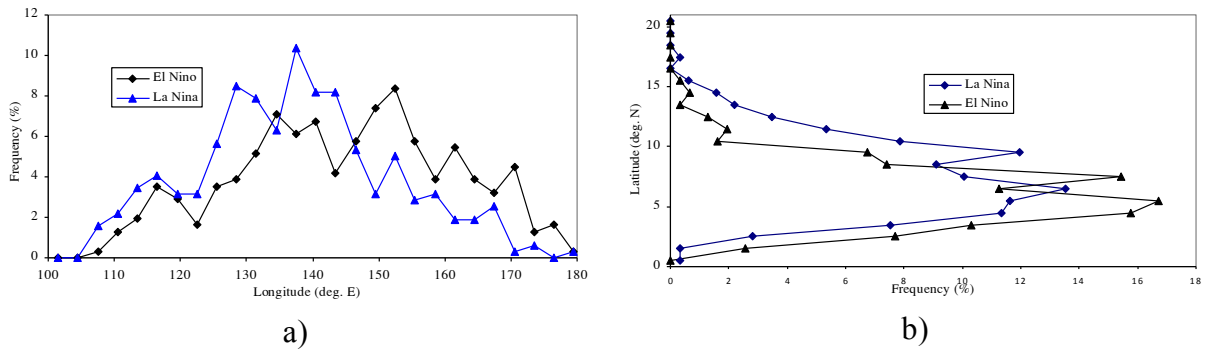 12
10
8
6
4
2
0
Frequency (%)
El Nino
La Nina
100 110 120 130 140 150 160 170 180
Longitude (deg. E)
a)
20
15
10
5
0
Latitude (deg. N)
La Nina
El Nino
0 2 4 6 8 10 12 14 16 18
Frequency (%)
b)